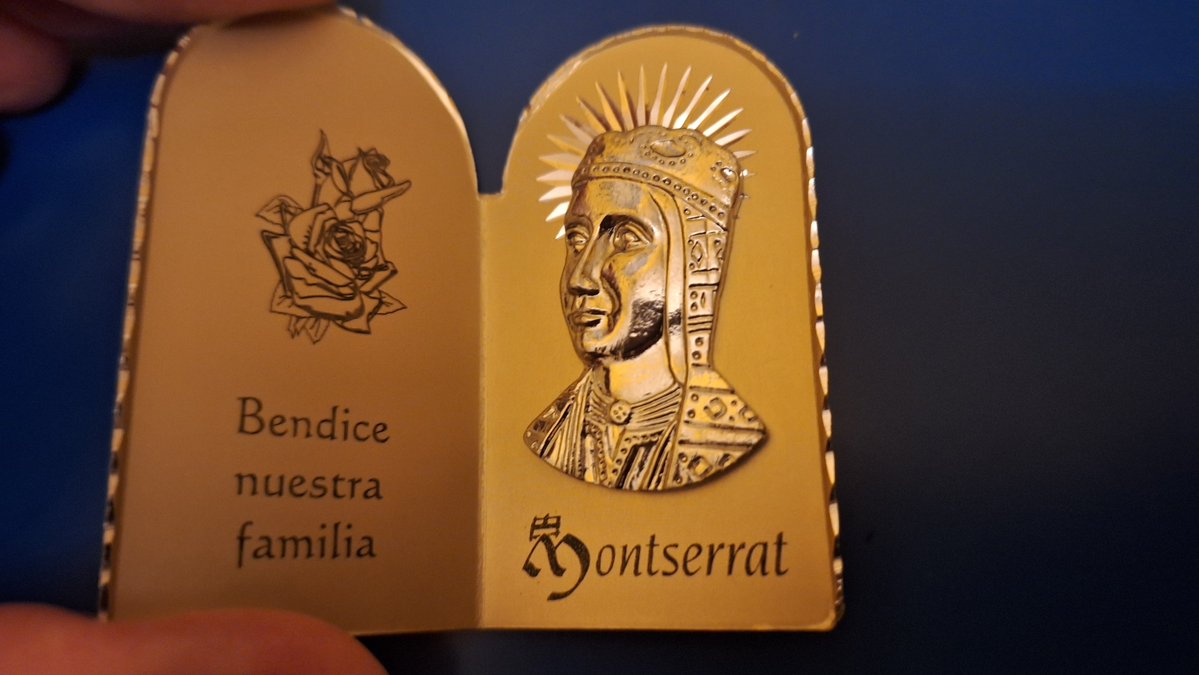 Bendice
nuestra
familia
Montserrat